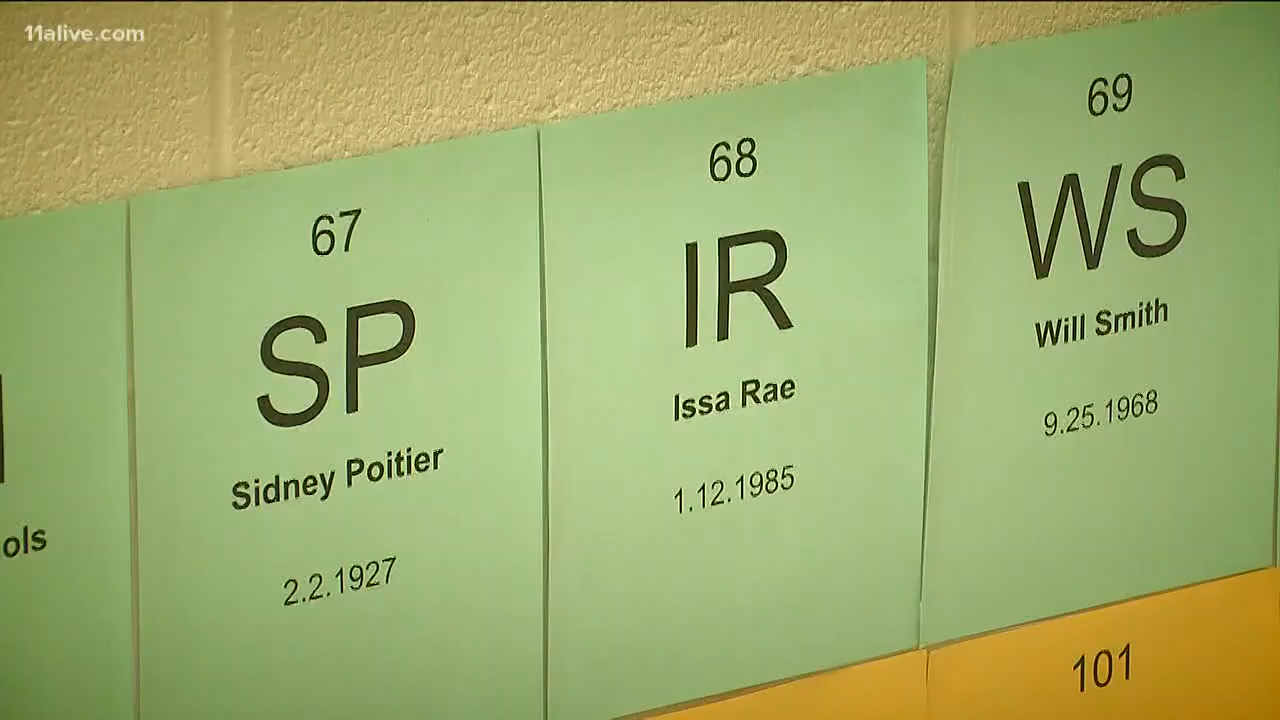 11alive.com
67
SP
Sidney Poitier
2.2.1927
68
IR
Issa Rae
1.12.1985
69
WS
Will Smith
9.25.1968
ols
101